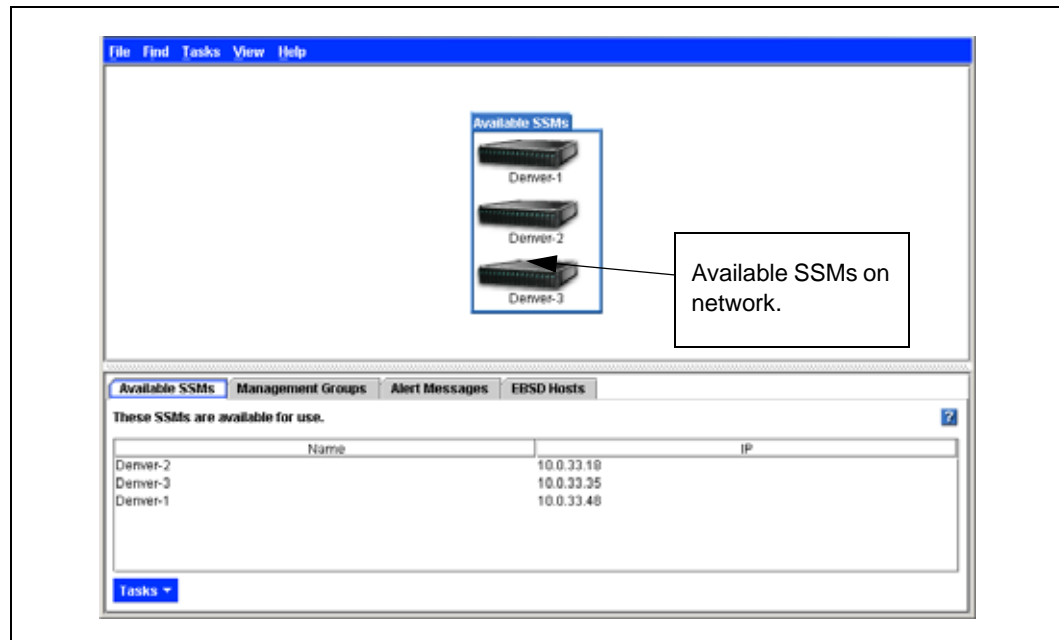 File Find Tasks View Help
Available SSMs
Denver-1
Denver-2
Denver-3
Available SSMs on
network.
Available SSMs Management Groups Alert Messages EBSD Hosts
These SSMs are available for use.
?
Name IP
Denver-2 10.0.33.18
Denver-3 10.0.33.35
Denver-1 10.0.33.48
Tasks